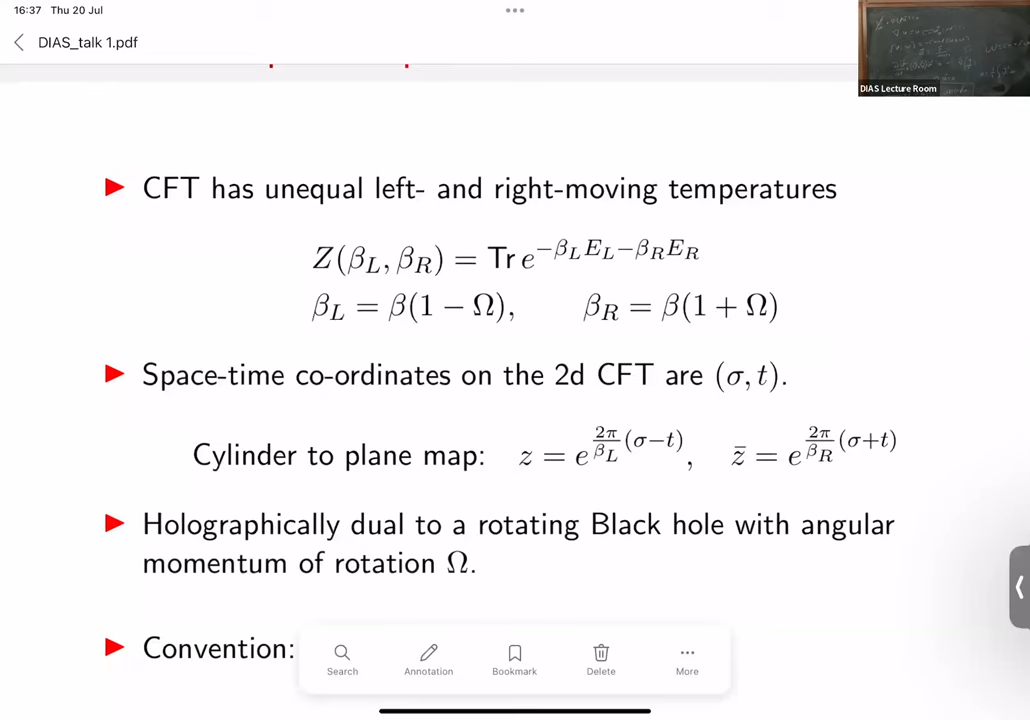 16:37 Thu 20 Jul
DIAS_talk 1.pdf
DIAS Lecture Room
CFT has unequal left- and right-moving temperatures
Z(β_L, β_R) = Tr e^{−β_L E_L−β_R E_R}
β_L = β(1 − Ω), β_R = β(1 + Ω)
Space-time co-ordinates on the 2d CFT are (σ, t).
Cylinder to plane map: z = e^{\frac{2π}{β_L}(σ−t)}, z̄ = e^{\frac{2π}{β_R}(σ+t)}
Holographically dual to a rotating Black hole with angular
momentum of rotation Ω.
Convention:
Search Annotation Bookmark Delete More